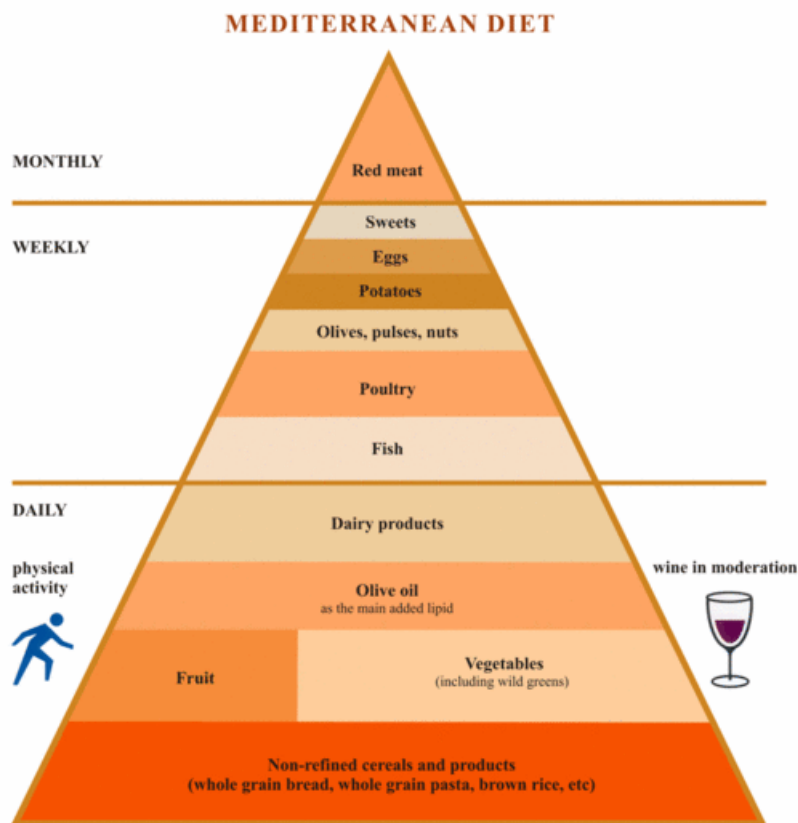 MEDITERRANEAN DIET
MONTHLY
Red meat
WEEKLY
Sweets
Eggs
Potatoes
Olives, pulses, nuts
Poultry
Fish
DAILY
Dairy products
physical
activity
wine in moderation
Olive oil
as the main added lipid
Fruit
Vegetables
(including wild greens)
Non-refined cereals and products
(whole grain bread, whole grain pasta, brown rice, etc)